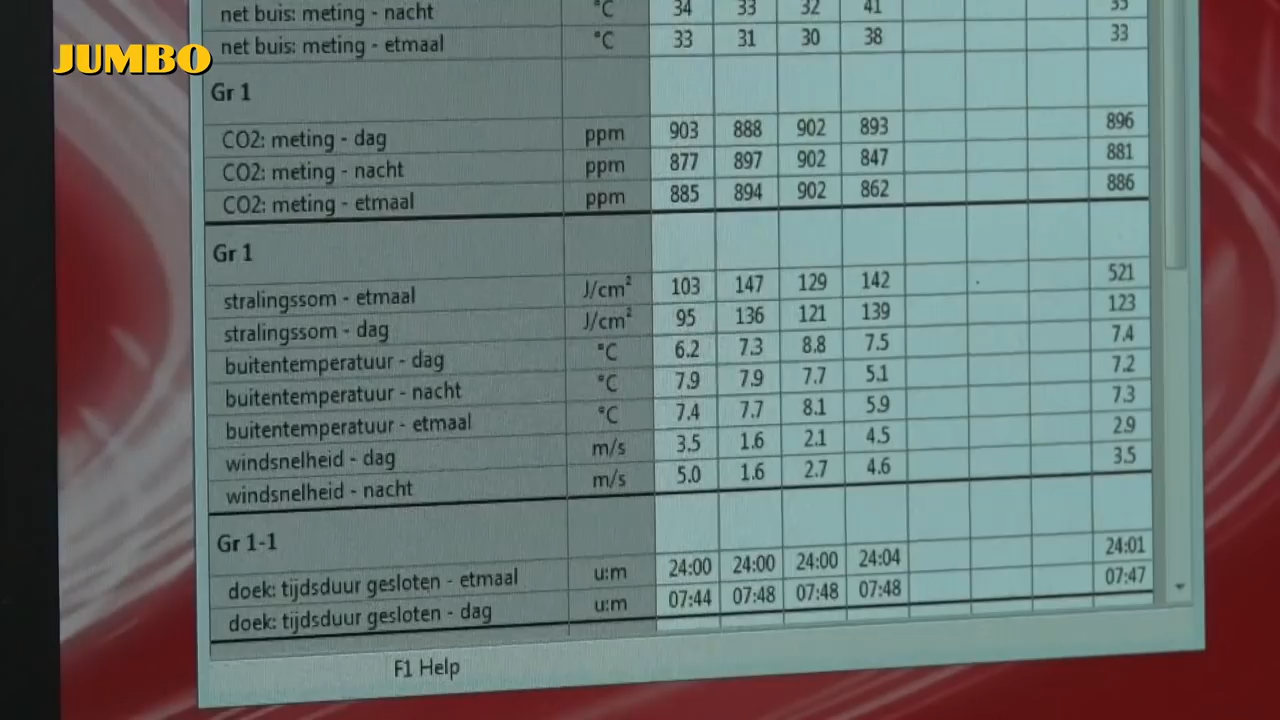 net buis: meting - nacht °C 34 33 32 41 35
JUMBO
net buis: meting - etmaal °C 33 31 30 38 33
Gr 1
CO2: meting - dag ppm 903 888 902 893 896
CO2: meting - nacht ppm 877 897 902 847 881
CO2: meting - etmaal ppm 885 894 902 862 886
Gr 1
stralingssom - etmaal J/cm² 103 147 129 142 521
stralingssom - dag J/cm² 95 136 121 139 123
buitentemperatuur - dag °C 6.2 7.3 8.8 7.5 7.4
buitentemperatuur - nacht °C 7.9 7.9 7.7 5.1 7.2
buitentemperatuur - etmaal °C 7.4 7.7 8.1 5.9 7.3
windsnelheid - dag m/s 3.5 1.6 2.1 4.5 2.9
windsnelheid - nacht m/s 5.0 1.6 2.7 4.6 3.5
Gr 1-1
doek: tijdsduur gesloten - etmaal u:m 24:00 24:00 24:00 24:04 24:01
doek: tijdsduur gesloten - dag u:m 07:44 07:48 07:48 07:48 07:47
F1 Help